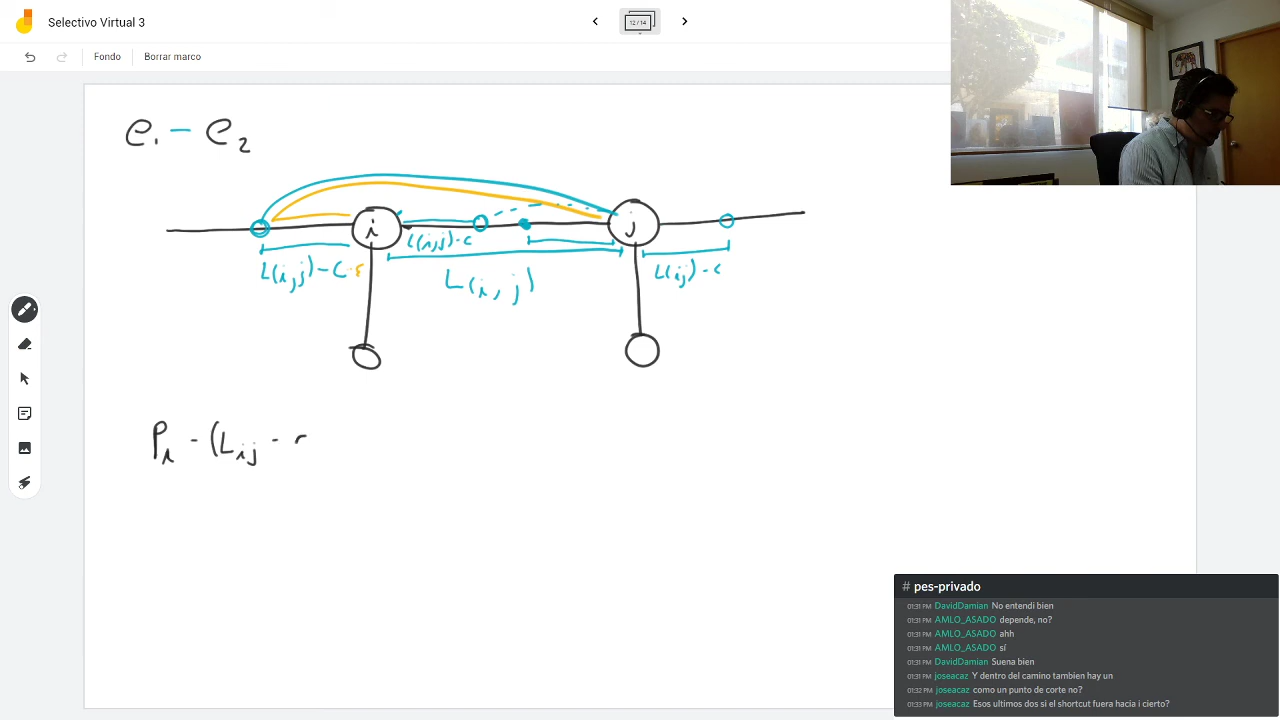 Selectivo Virtual 3
12 / 14
Fondo
Borrar marco
e₁ - e₂
i
j
L(i,j)-c
L(i,j)-C
L(i,j)
L(ij)-c
Pᵢ - (Lᵢⱼ -
# pes-privado
01:31 PM DavidDamian No entendi bien
01:31 PM AMLO_ASADO depende, no?
01:31 PM AMLO_ASADO ahh
01:31 PM AMLO_ASADO sí
01:31 PM DavidDamian Suena bien
01:31 PM joseacaz Y dentro del camino tambien hay un
01:32 PM joseacaz como un punto de corte no?
01:33 PM joseacaz Esos ultimos dos si el shortcut fuera hacia i cierto?